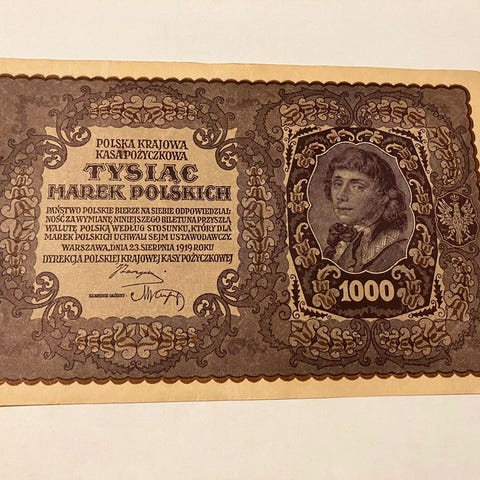 POLSKA KRAJOWA
KASA POŻYCZKOWA
TYSIĄC
MAREK POLSKICH
PAŃSTWO POLSKIE BIERZE NA SIEBIE ODPOWIEDZIAL
NOŚĆ ZA WYMIANĘ NINIEJSZEGO BILETU NA PRZYSZŁĄ
WALUTĘ POLSKĄ WEDŁUG STOSUNKU, KTÓRY DLA
MAREK POLSKICH UCHWALI SEJM USTAWODAWCZY.
WARSZAWA, DNIA 23. SIERPNIA 1919 ROKU
DYREKCJA POLSKIEJ KRAJOWEJ KASY POŻYCZKOWEJ
1000